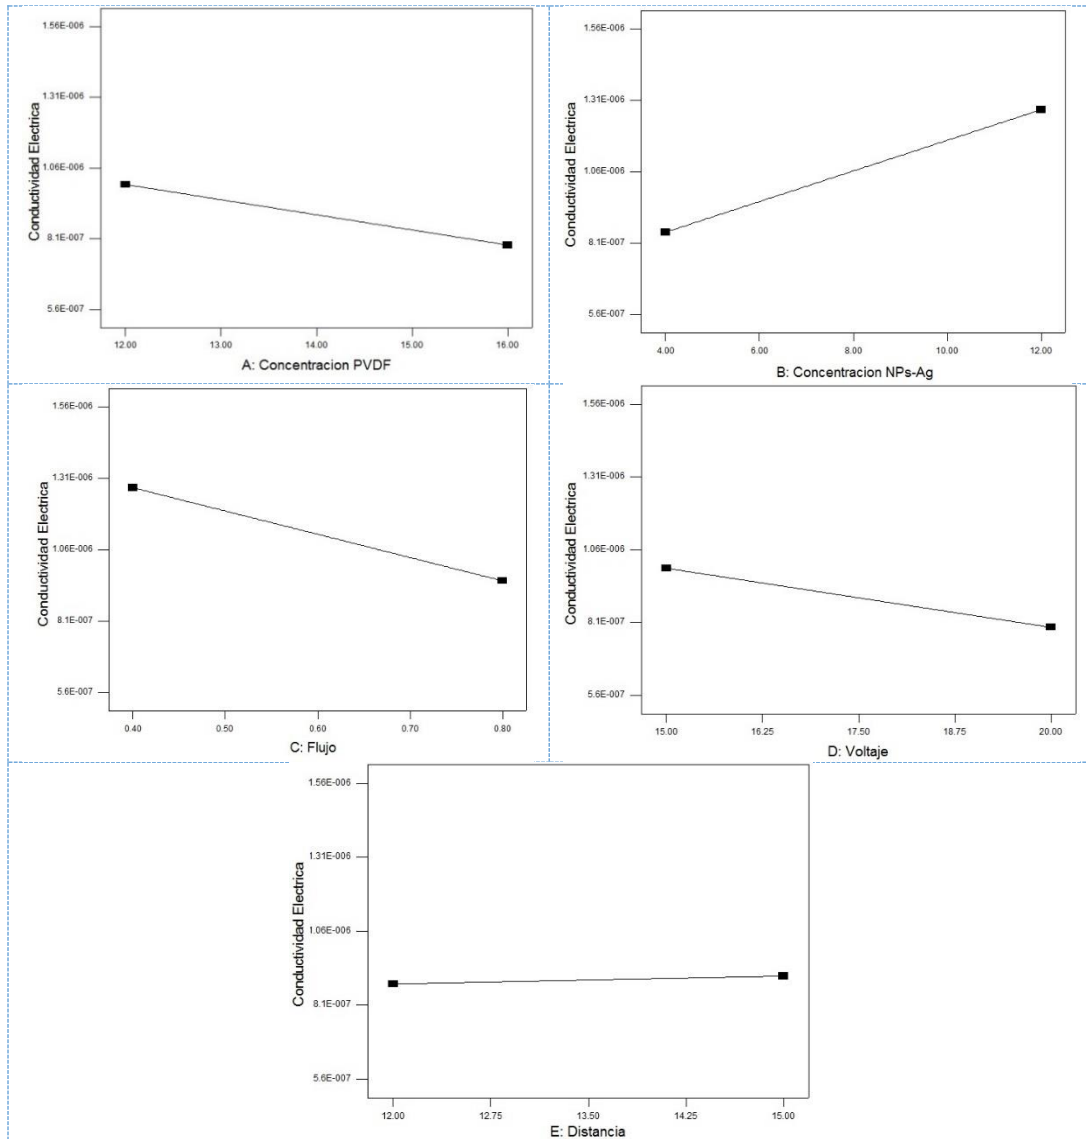 Conductividad Electrica
1.56E-006
1.31E-006
1.06E-006
8.1E-007
5.6E-007
12.00 13.00 14.00 15.00 16.00
A: Concentracion PVDF
Conductividad Electrica
1.56E-006
1.31E-006
1.06E-006
8.1E-007
5.6E-007
4.00 6.00 8.00 10.00 12.00
B: Concentracion NPs-Ag
Conductividad Electrica
1.56E-006
1.31E-006
1.06E-006
8.1E-007
5.6E-007
0.40 0.50 0.60 0.70 0.80
C: Flujo
Conductividad Electrica
1.56E-006
1.31E-006
1.06E-006
8.1E-007
5.6E-007
15.00 16.25 17.50 18.75 20.00
D: Voltaje
Conductividad Electrica
1.56E-006
1.31E-006
1.06E-006
8.1E-007
5.6E-007
12.00 12.75 13.50 14.25 15.00
E: Distancia